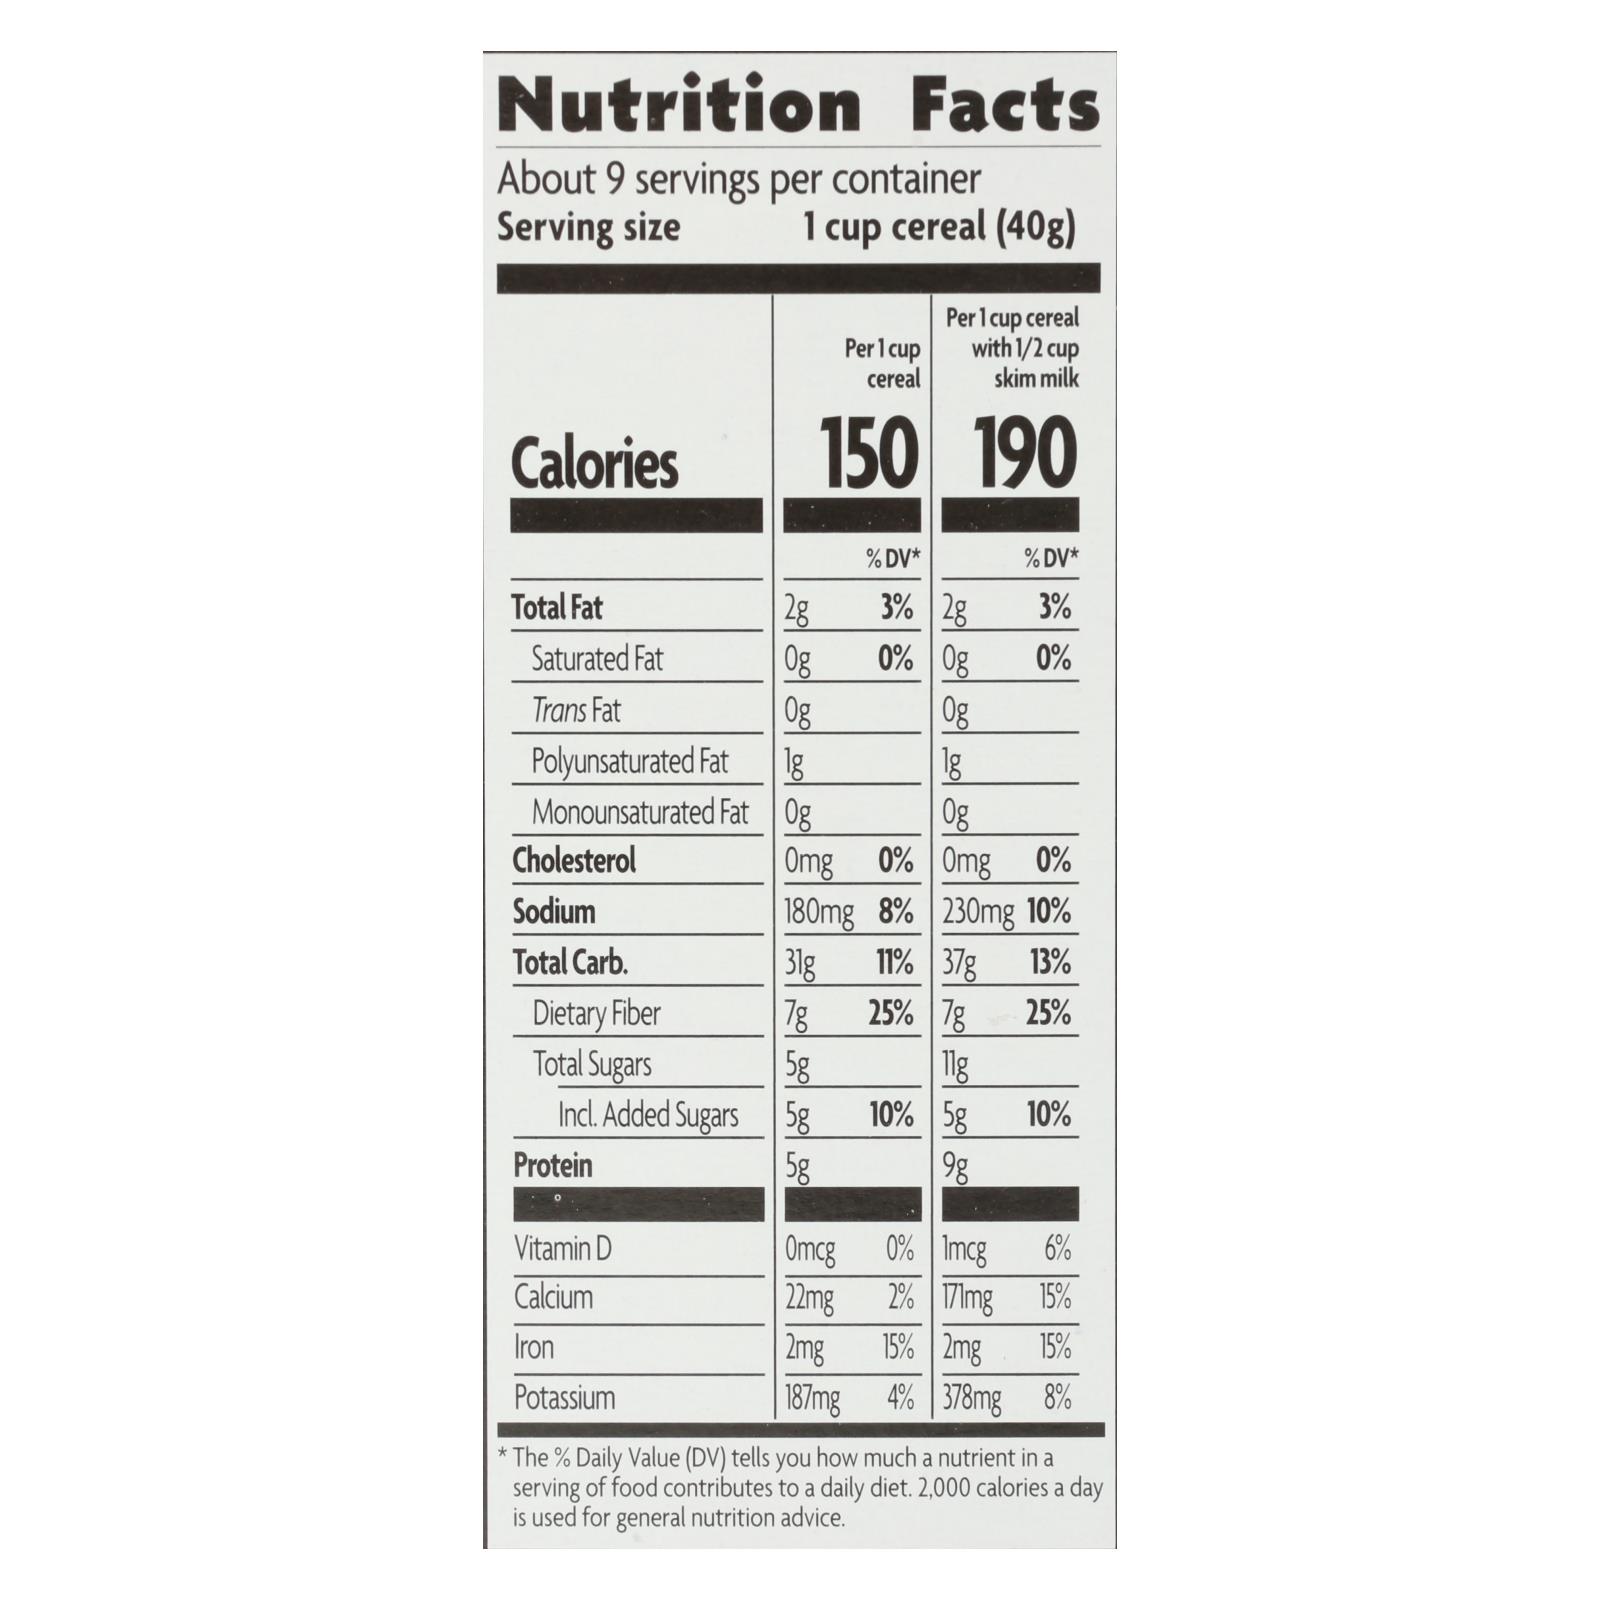 Nutrition Facts
About 9 servings per container
Serving size 1 cup cereal (40g)
Per 1 cup cereal
Per 1 cup cereal with 1/2 cup skim milk
Calories 150 190
% DV* % DV*
Total Fat 2g 3% 2g 3%
Saturated Fat 0g 0% 0g 0%
Trans Fat 0g 0g
Polyunsaturated Fat 1g 1g
Monounsaturated Fat 0g 0g
Cholesterol 0mg 0% 0mg 0%
Sodium 180mg 8% 230mg 10%
Total Carb. 31g 11% 37g 13%
Dietary Fiber 7g 25% 7g 25%
Total Sugars 5g 11g
Incl. Added Sugars 5g 10% 5g 10%
Protein 5g 9g
Vitamin D 0mcg 0% 1mcg 6%
Calcium 22mg 2% 171mg 15%
Iron 2mg 15% 2mg 15%
Potassium 187mg 4% 378mg 8%
* The % Daily Value (DV) tells you how much a nutrient in a
serving of food contributes to a daily diet. 2,000 calories a day
is used for general nutrition advice.